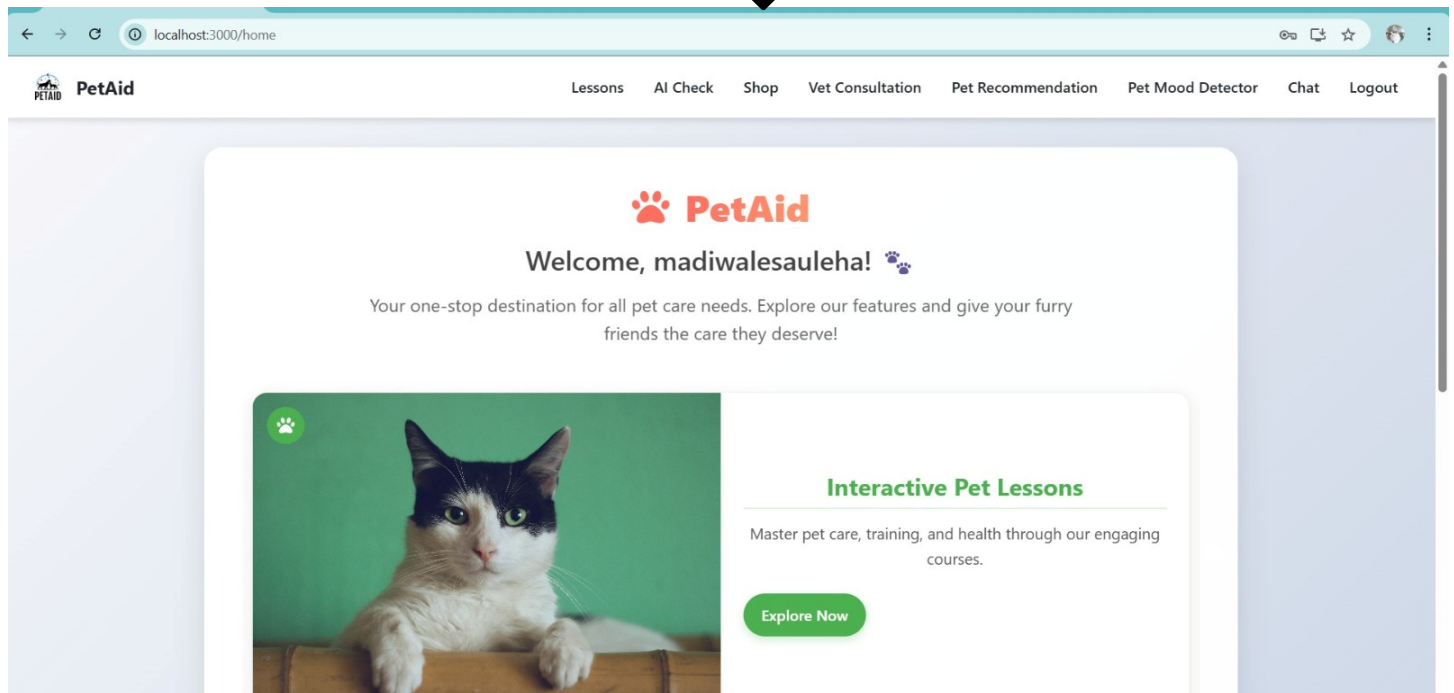 localhost:3000/home
PETAID PetAid Lessons AI Check Shop Vet Consultation Pet Recommendation Pet Mood Detector Chat Logout
PetAid
Welcome, madiwalesauleha!
Your one-stop destination for all pet care needs. Explore our features and give your furry
friends the care they deserve!
Interactive Pet Lessons
Master pet care, training, and health through our engaging
courses.
Explore Now